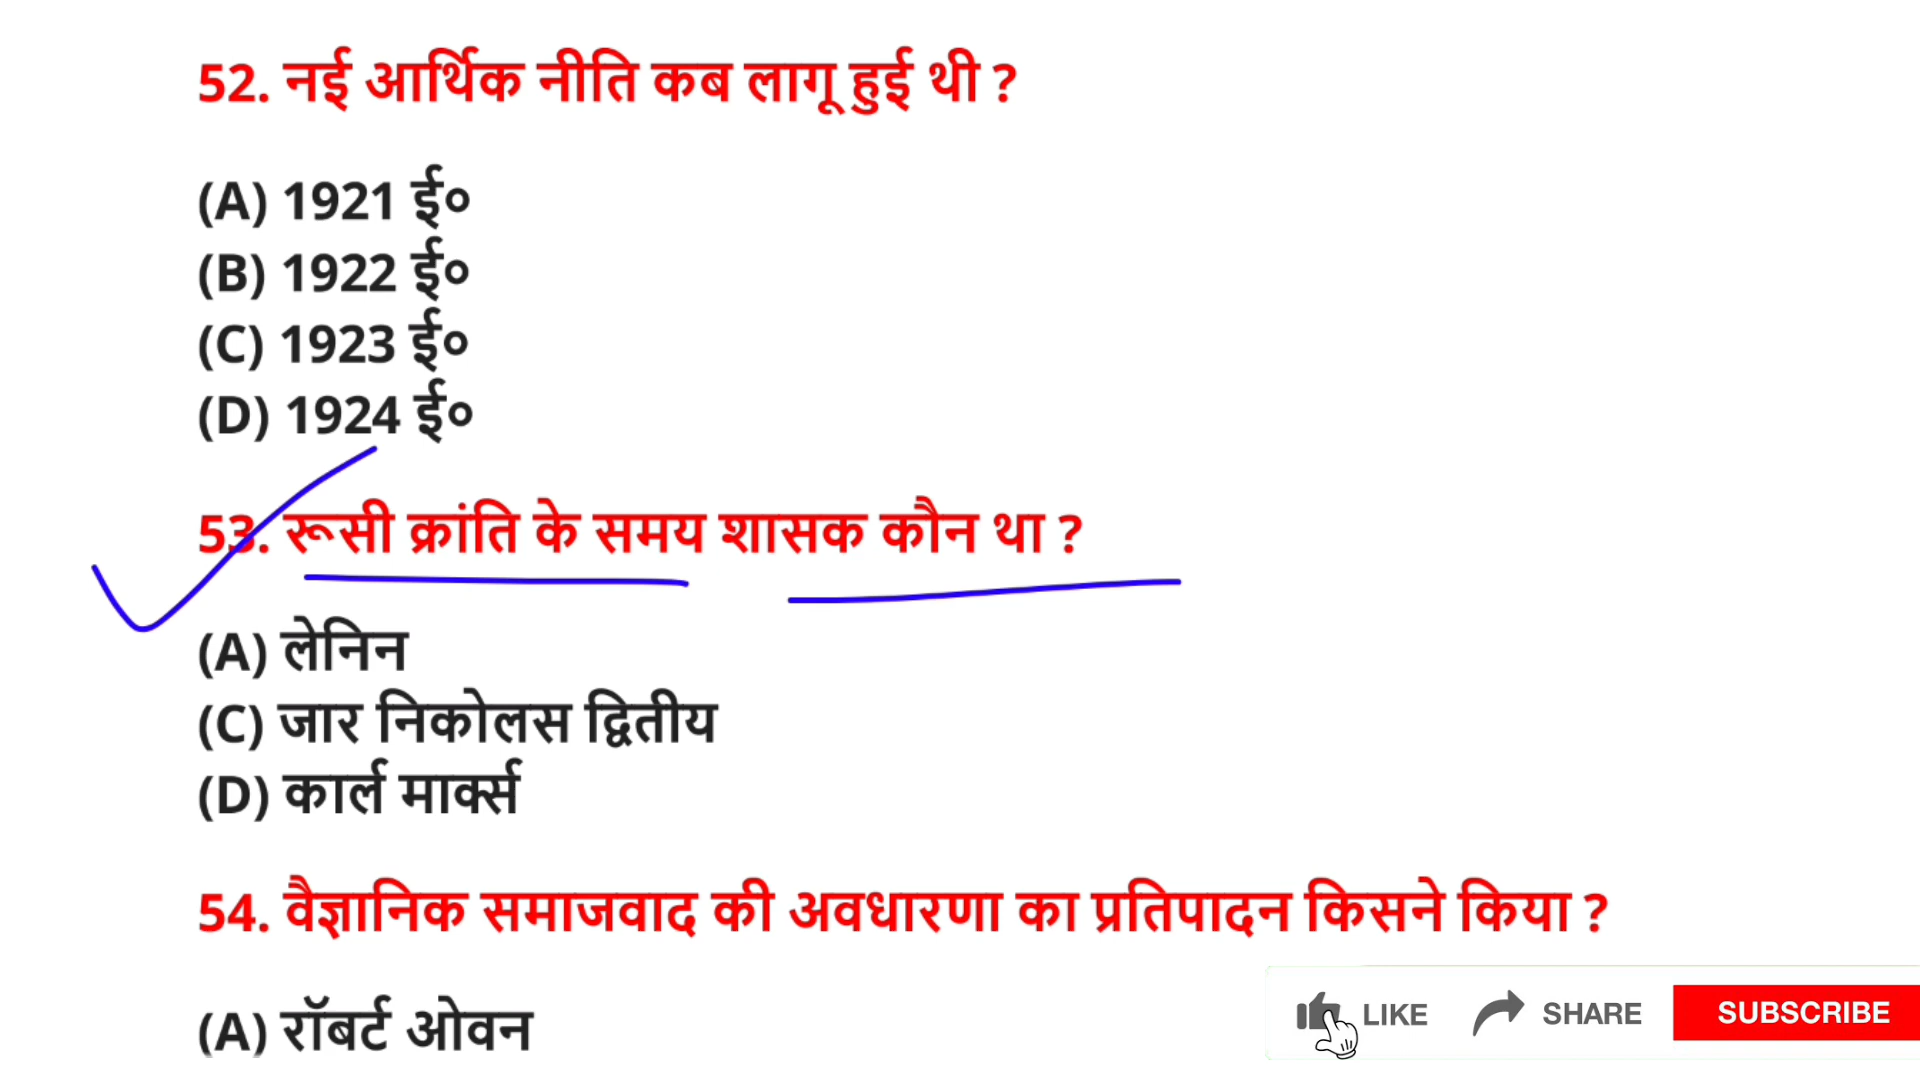 52. नई आर्थिक नीति कब लागू हुई थी ?
(A) 1921 ई०
(B) 1922 ई०
(C) 1923 ई०
(D) 1924 ई०
53. रूसी क्रांति के समय शासक कौन था ?
(A) लेनिन
(C) जार निकोलस द्वितीय
(D) कार्ल मार्क्स
54. वैज्ञानिक समाजवाद की अवधारणा का प्रतिपादन किसने किया ?
(A) रॉबर्ट ओवन
LIKE SHARE SUBSCRIBE